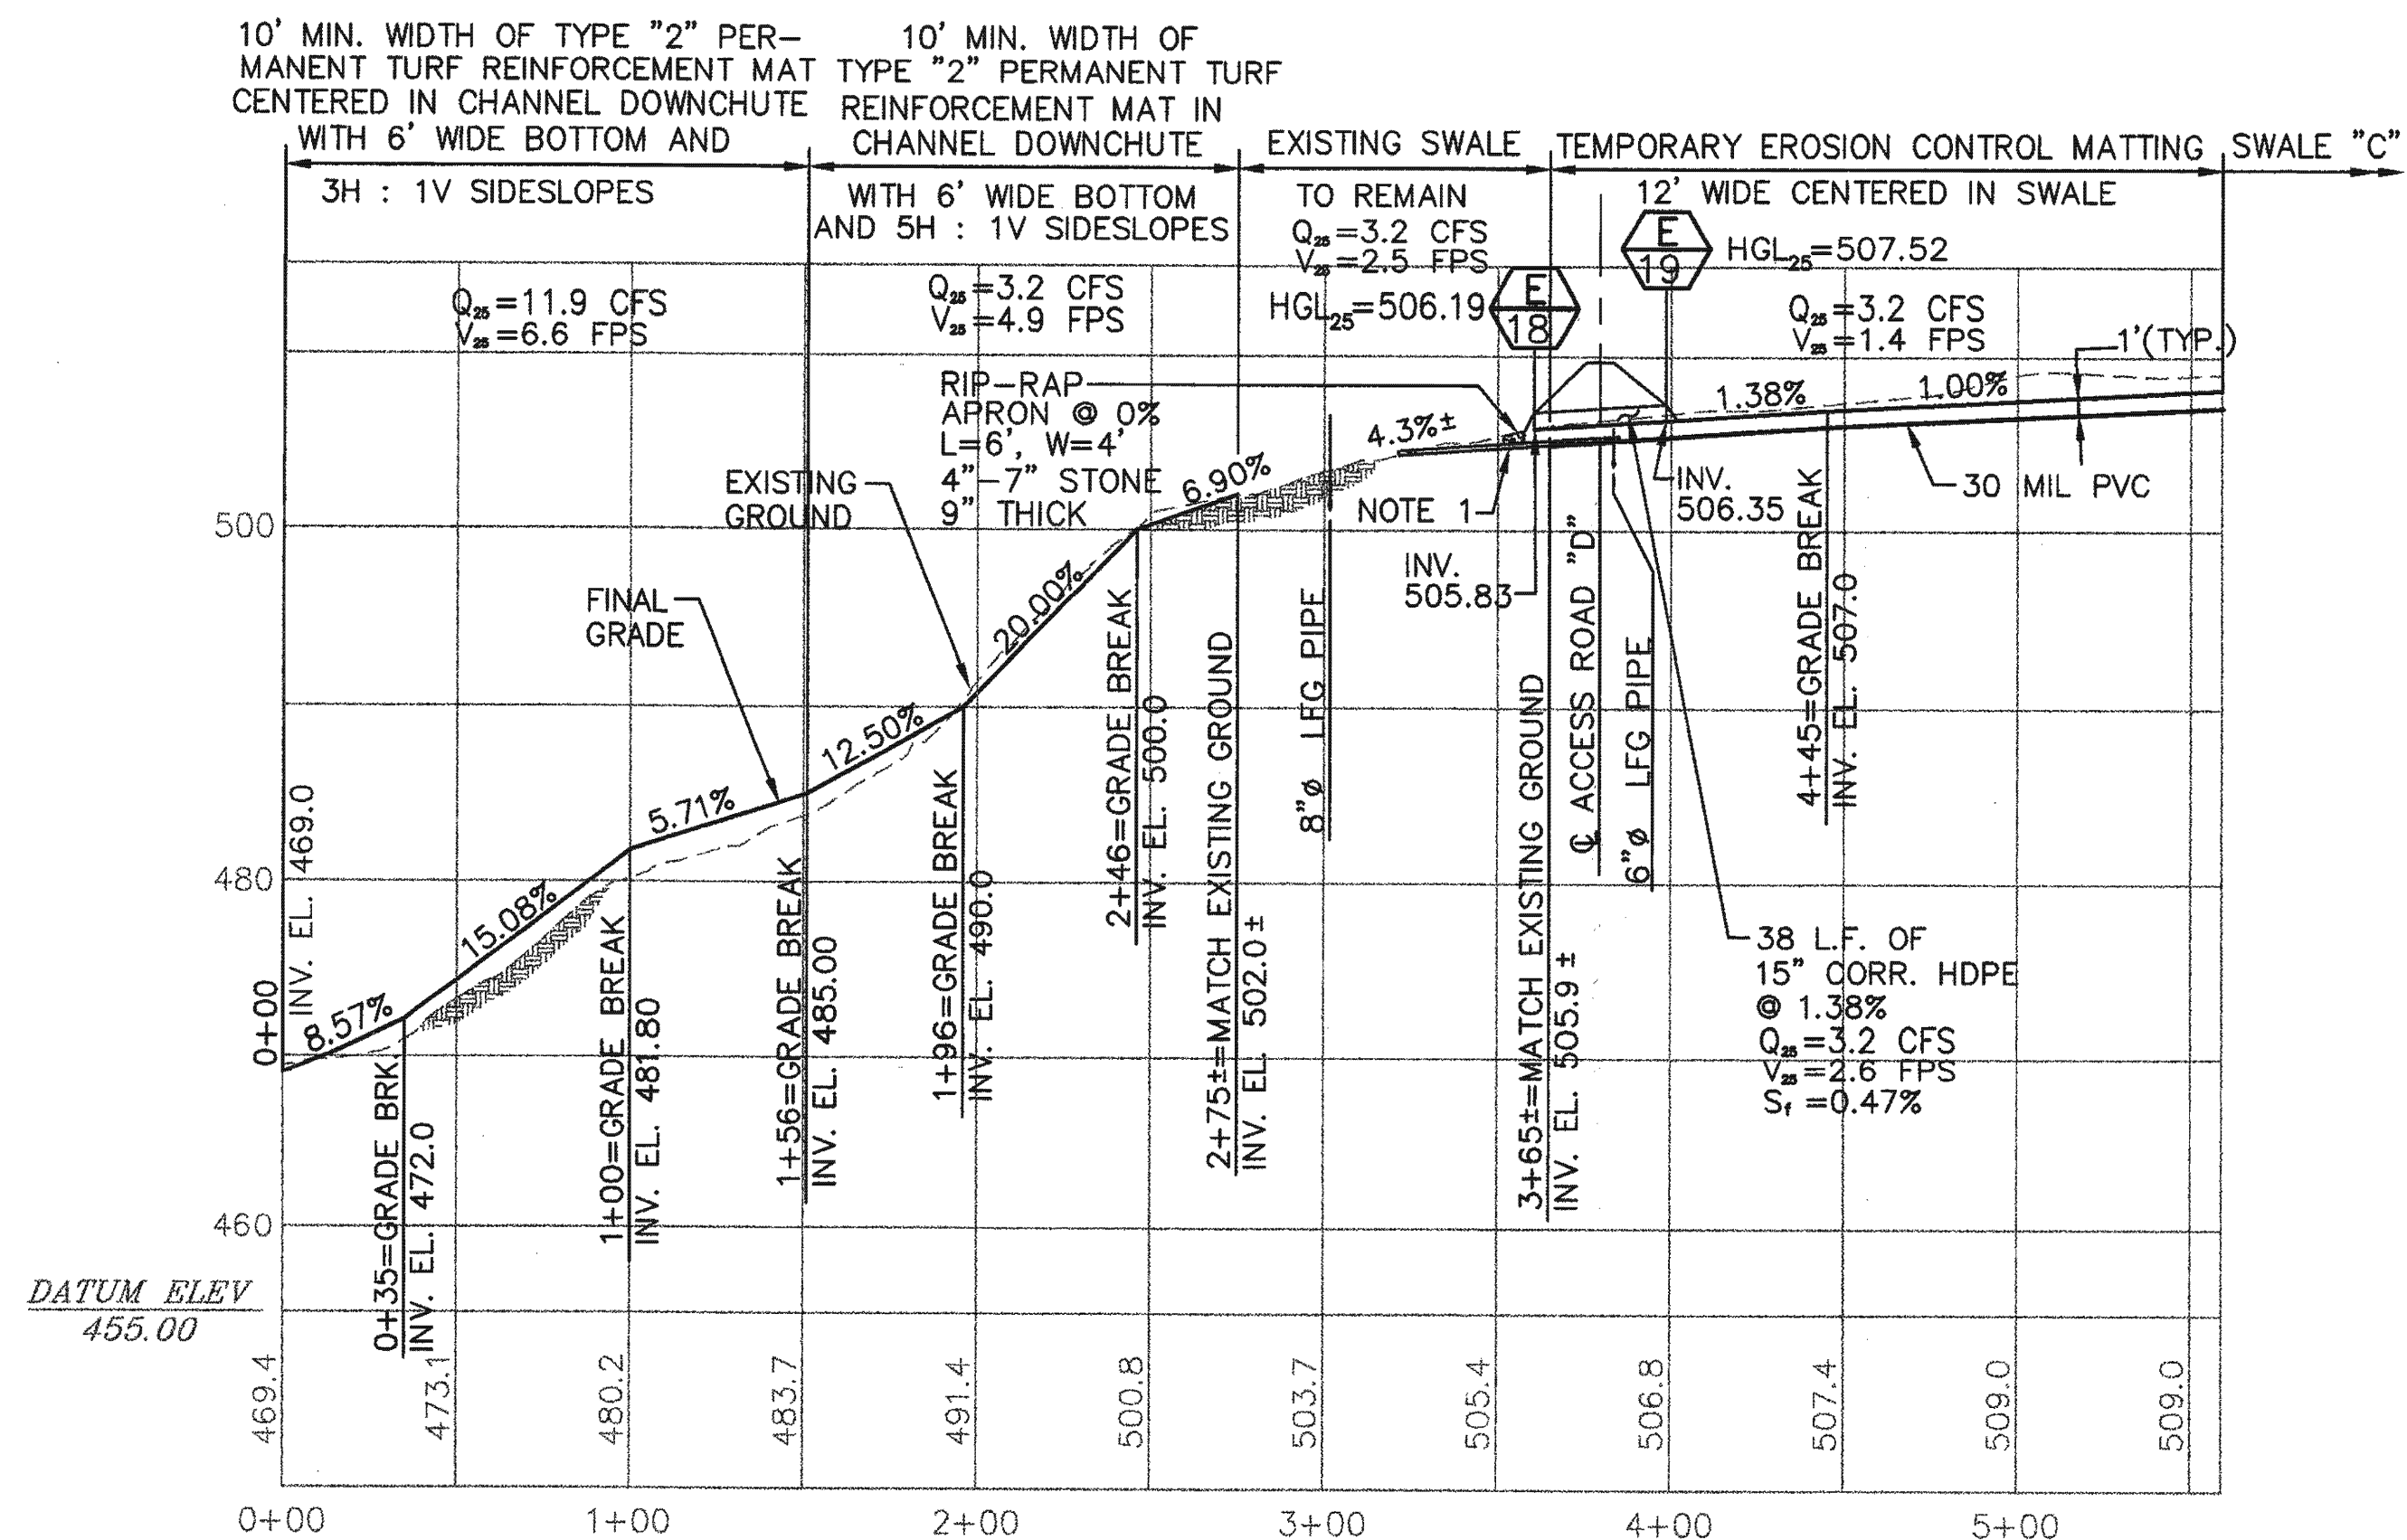 10' MIN. WIDTH OF TYPE "2" PER-
MANENT TURF REINFORCEMENT MAT
CENTERED IN CHANNEL DOWNCHUTE
WITH 6' WIDE BOTTOM AND
3H : 1V SIDESLOPES
10' MIN. WIDTH OF
TYPE "2" PERMANENT TURF
REINFORCEMENT MAT IN
CHANNEL DOWNCHUTE
WITH 6' WIDE BOTTOM
AND 5H : 1V SIDESLOPES
EXISTING SWALE
TO REMAIN
Q25=3.2 CFS
V25=2.5 FPS
HGL25=506.19
TEMPORARY EROSION CONTROL MATTING
12' WIDE CENTERED IN SWALE
SWALE "C"
E
18
E
19
HGL25=507.52
Q25=11.9 CFS
V25=6.6 FPS
Q25=3.2 CFS
V25=4.9 FPS
Q25=3.2 CFS
V25=1.4 FPS
1'(TYP.)
RIP-RAP
APRON @ 0%
L=6', W=4'
4"-7" STONE
9" THICK
EXISTING
GROUND
FINAL
GRADE
8.57%
15.08%
5.71%
12.50%
20.00%
6.90%
4.3%±
1.38%
1.00%
NOTE 1
INV.
505.83
INV.
506.35
30 MIL PVC
500
480
460
DATUM ELEV
455.00
0+00
INV. EL. 469.0
0+35=GRADE BRK.
INV. EL. 472.0
1+00=GRADE BREAK
INV. EL. 481.80
1+56=GRADE BREAK
INV. EL. 485.00
1+96=GRADE BREAK
INV. EL. 490.0
2+46=GRADE BREAK
INV. EL. 500.0
2+75±=MATCH EXISTING GROUND
INV. EL. 502.0±
8"ø LFG PIPE
3+65±=MATCH EXISTING GROUND
INV. EL. 505.9±
℄ ACCESS ROAD "D"
6"ø LFG PIPE
4+45=GRADE BREAK
INV. EL. 507.0
38 L.F. OF
15" CORR. HDPE
@ 1.38%
Q25=3.2 CFS
V25=2.6 FPS
Sf =0.47%
469.4
473.1
480.2
483.7
491.4
500.8
503.7
505.4
506.8
507.4
509.0
509.0
0+00
1+00
2+00
3+00
4+00
5+00